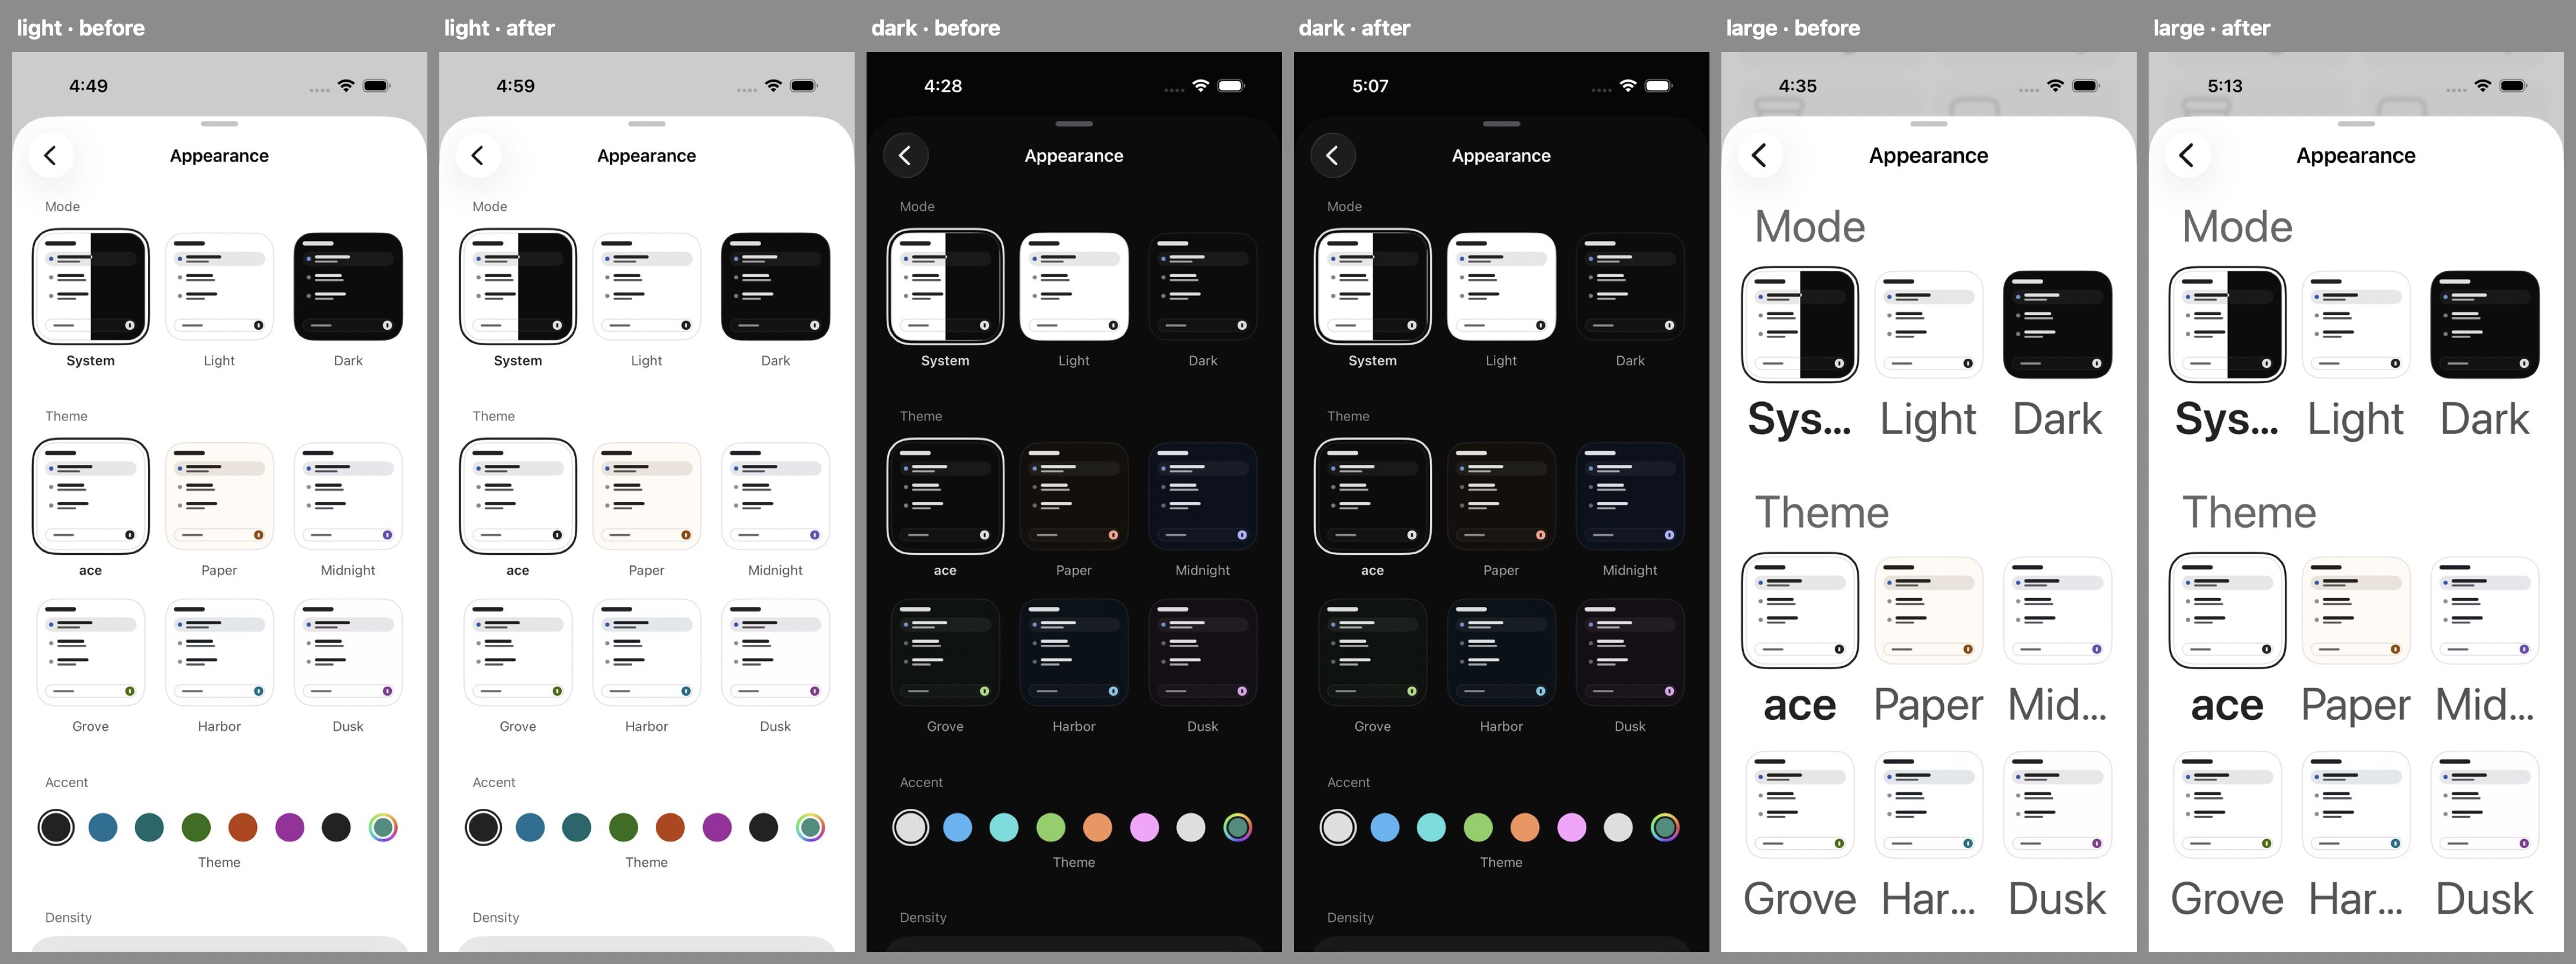 light · before
4:49
Appearance
Mode
System Light Dark
Theme
ace Paper Midnight
Grove Harbor Dusk
Accent
Theme
Density
light · after
4:59
Appearance
Mode
System Light Dark
Theme
ace Paper Midnight
Grove Harbor Dusk
Accent
Theme
Density
dark · before
4:28
Appearance
Mode
System Light Dark
Theme
ace Paper Midnight
Grove Harbor Dusk
Accent
Theme
Density
dark · after
5:07
Appearance
Mode
System Light Dark
Theme
ace Paper Midnight
Grove Harbor Dusk
Accent
Theme
Density
large · before
4:35
Appearance
Mode
Sys... Light Dark
Theme
ace Paper Mid...
Grove Har... Dusk
large · after
5:13
Appearance
Mode
Sys... Light Dark
Theme
ace Paper Mid...
Grove Har... Dusk